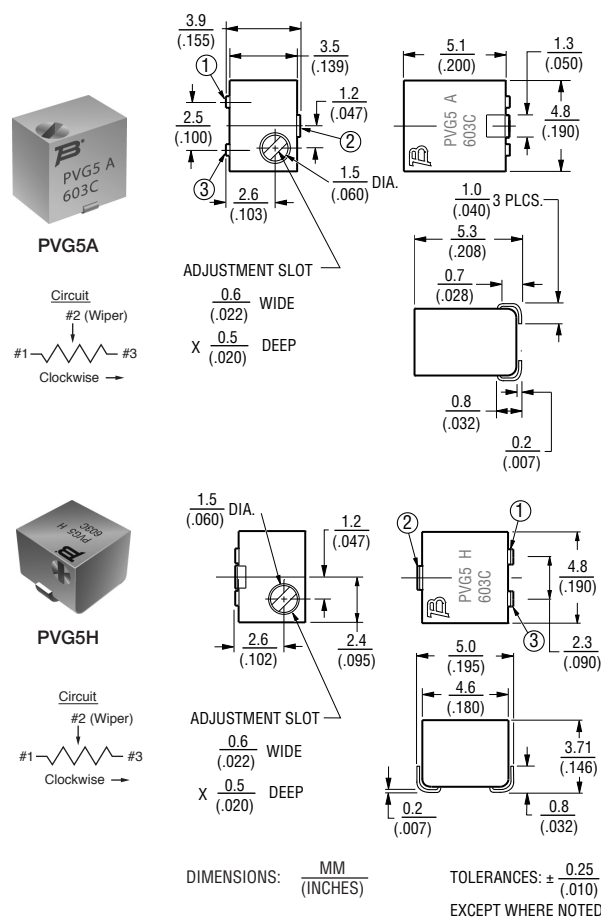 3.9
(.155)
3.5
(.139)
1
2.5
(.100)
3
1.2
(.047)
2
1.5
(.060) DIA.
2.6
(.103)
5.1
(.200)
1.3
(.050)
PVG5 A
603C
4.8
(.190)
PVG5 A
603C
PVG5A
ADJUSTMENT SLOT
0.6
(.022) WIDE
X 0.5
(.020) DEEP
Circuit
#2 (Wiper)
#1 #3
Clockwise →
1.0
(.040) 3 PLCS.
5.3
(.208)
0.7
(.028)
0.8
(.032)
0.2
(.007)
PVG5 H
603C
PVG5H
1.5
(.060) DIA.
1.2
(.047)
2.6
(.102)
2.4
(.095)
2
1
PVG5 H
603C
3
4.8
(.190)
2.3
(.090)
5.0
(.195)
4.6
(.180)
3.71
(.146)
0.2
(.007)
0.8
(.032)
Circuit
#2 (Wiper)
#1 #3
Clockwise →
ADJUSTMENT SLOT
0.6
(.022) WIDE
X 0.5
(.020) DEEP
DIMENSIONS: MM
(INCHES)
TOLERANCES: ± 0.25
(.010)
EXCEPT WHERE NOTED